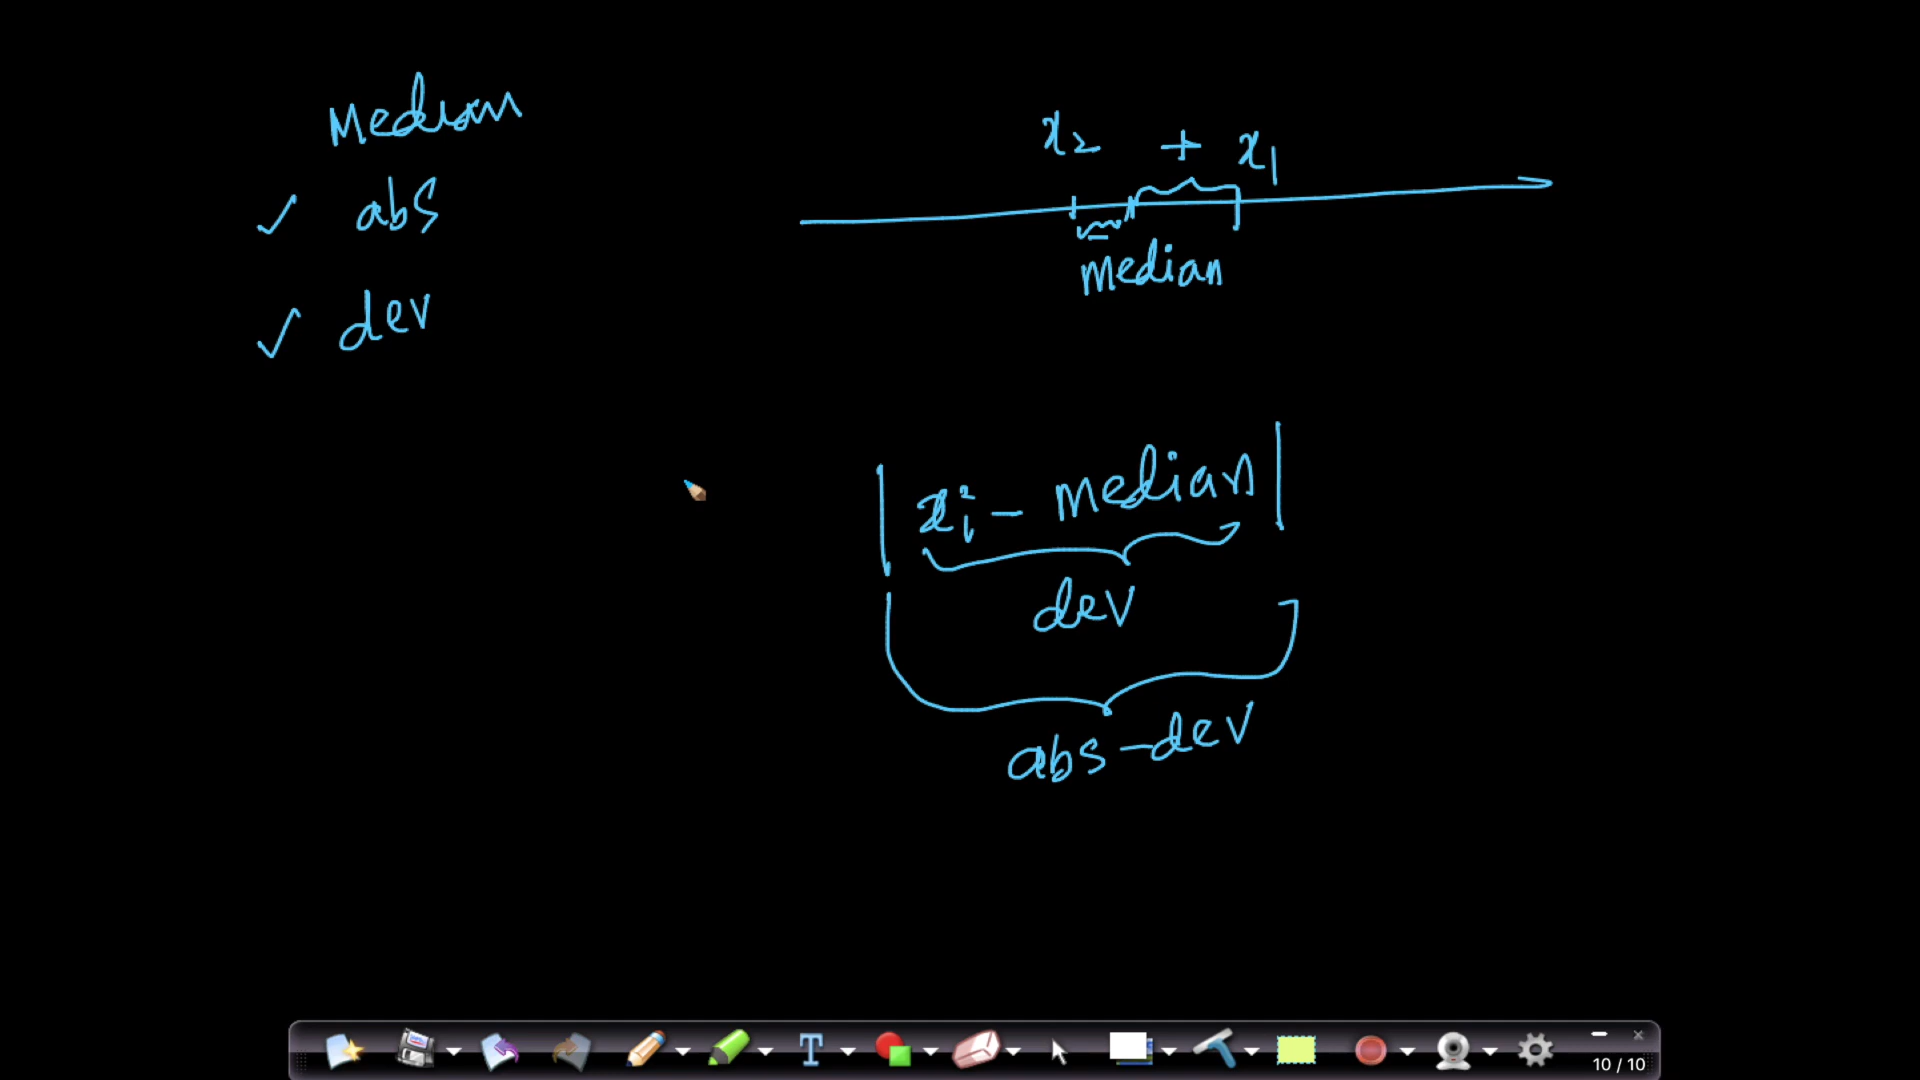 Median
✓ abs
✓ dev
x2 + x1
–
median
| xi – median |
dev
abs-dev
T
10 / 10